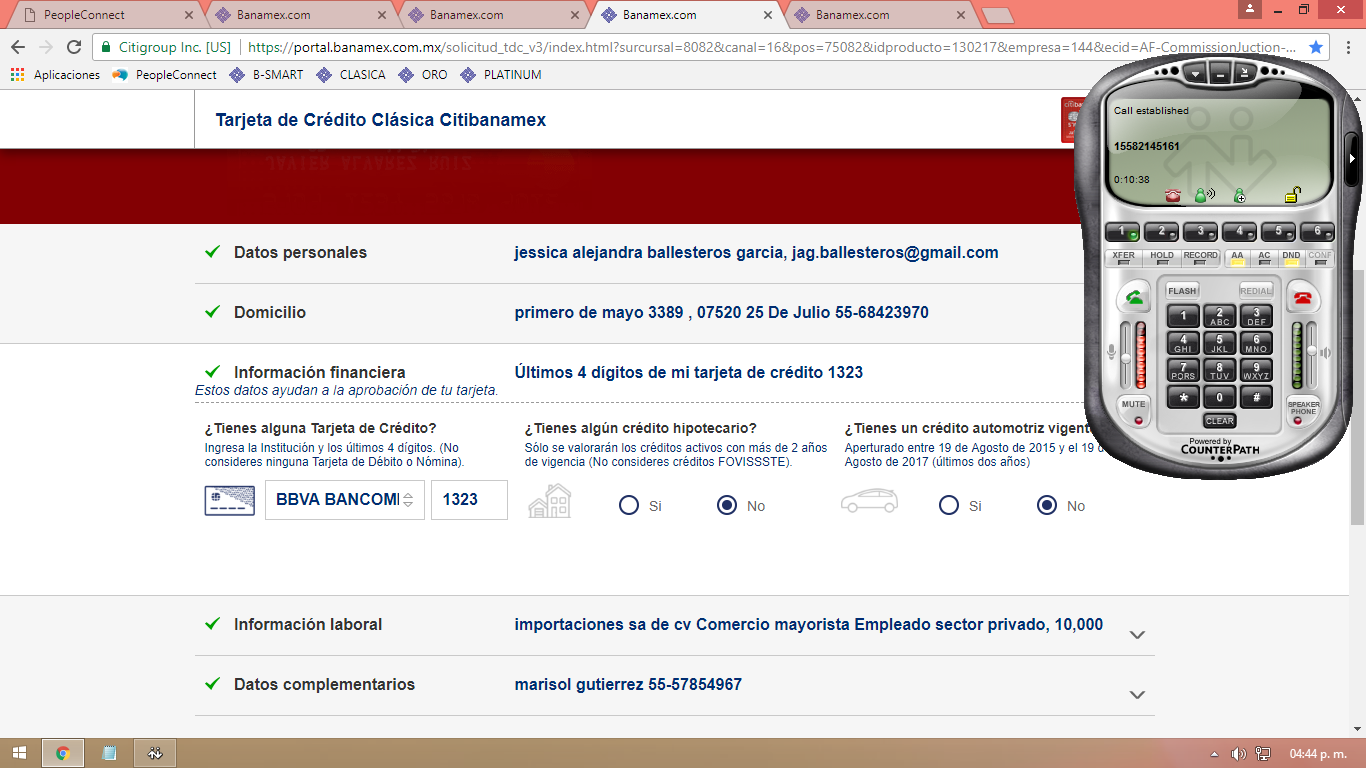 PeopleConnect
Banamex.com
Banamex.com
Banamex.com
Banamex.com
Citigroup Inc. [US]
https://portal.banamex.com.mx/solicitud_tdc_v3/index.html?surcursal=8082&canal=16&pos=75082&idproducto=130217&empresa=144&ecid=AF-CommissionJuction-...
Aplicaciones
PeopleConnect
B-SMART
CLASICA
ORO
PLATINUM
Tarjeta de Crédito Clásica Citibanamex
JAVIER ALVAREZ RUIZ
Datos personales
jessica alejandra ballesteros garcia, jag.ballesteros@gmail.com
Domicilio
primero de mayo 3389 , 07520 25 De Julio 55-68423970
Información financiera
Últimos 4 dígitos de mi tarjeta de crédito 1323
Estos datos ayudan a la aprobación de tu tarjeta.
¿Tienes alguna Tarjeta de Crédito?
Ingresa la Institución y los últimos 4 dígitos. (No
consideres ninguna Tarjeta de Débito o Nómina).
BBVA BANCOM
1323
¿Tienes algún crédito hipotecario?
Sólo se valorarán los créditos activos con más de 2 años
de vigencia (No consideres créditos FOVISSSTE).
Si
No
¿Tienes un crédito automotriz vigent
Aperturado entre 19 de Agosto de 2015 y el 19 d
Agosto de 2017 (últimos dos años)
Si
No
Información laboral
importaciones sa de cv Comercio mayorista Empleado sector privado, 10,000
Datos complementarios
marisol gutierrez 55-57854967
Call established
15582145161
0:10:38
1 2 3 4 5 6
XFER HOLD RECORD AA AC DND CONF
FLASH
REDIAL
1 2 ABC 3 DEF
4 GHI 5 JKL 6 MNO
7 PQRS 8 TUV 9 WXYZ
* 0 #
MUTE
SPEAKER PHONE
CLEAR
Powered by
COUNTERPATH
04:44 p. m.